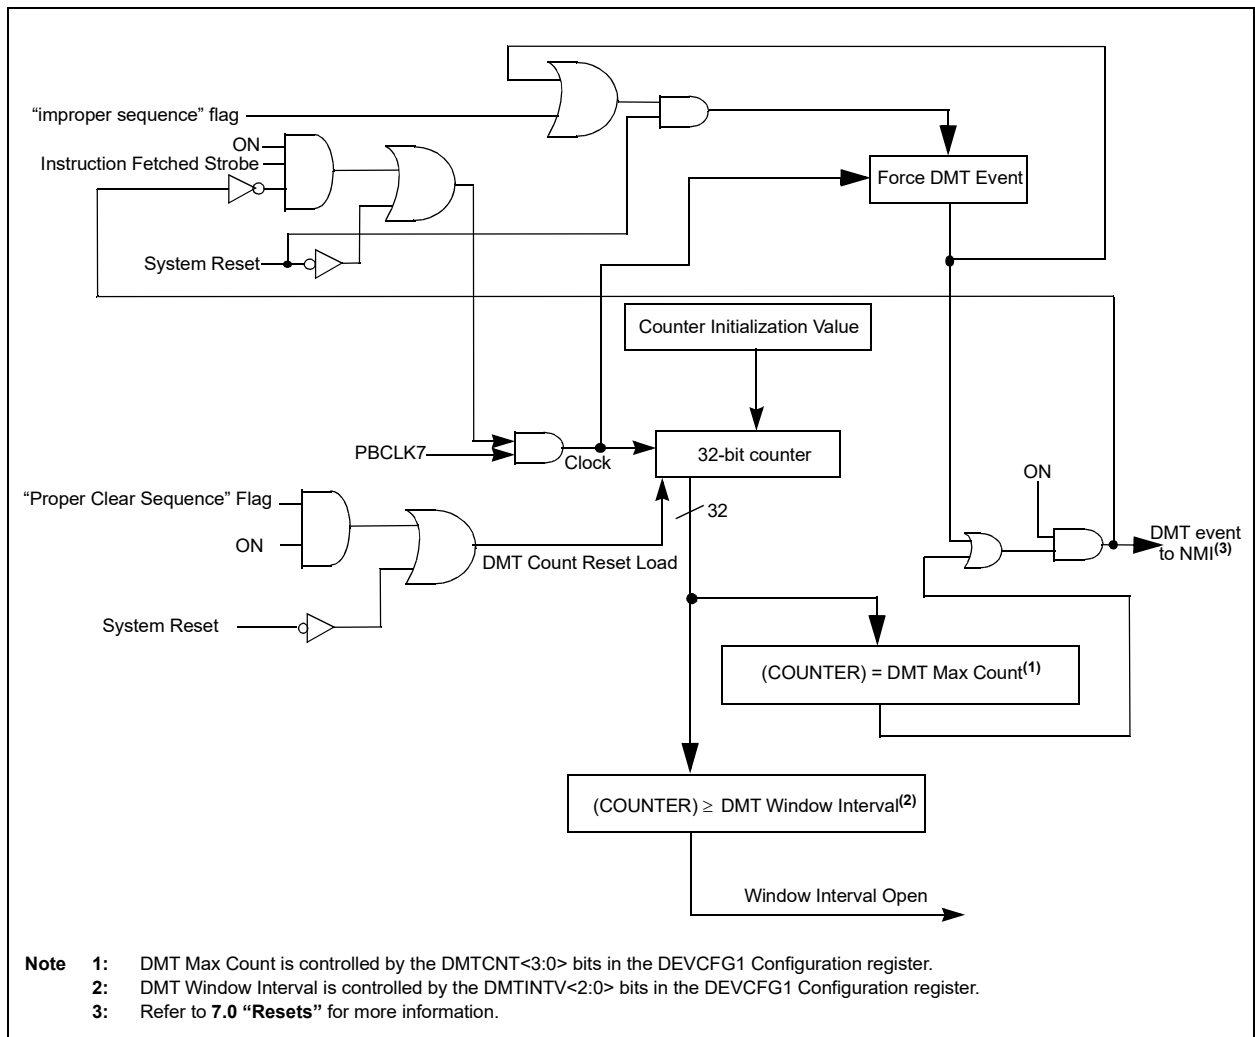 “improper sequence” flag
ON
Instruction Fetched Strobe
Force DMT Event
System Reset
Counter Initialization Value
PBCLK7
Clock
32-bit counter
“Proper Clear Sequence” Flag
ON
32
ON
DMT Count Reset Load
DMT event
to NMI(3)
System Reset
(COUNTER) = DMT Max Count(1)
(COUNTER) ≥ DMT Window Interval(2)
Window Interval Open
Note 1: DMT Max Count is controlled by the DMTCNT<3:0> bits in the DEVCFG1 Configuration register.
2: DMT Window Interval is controlled by the DMTINTV<2:0> bits in the DEVCFG1 Configuration register.
3: Refer to 7.0 “Resets” for more information.